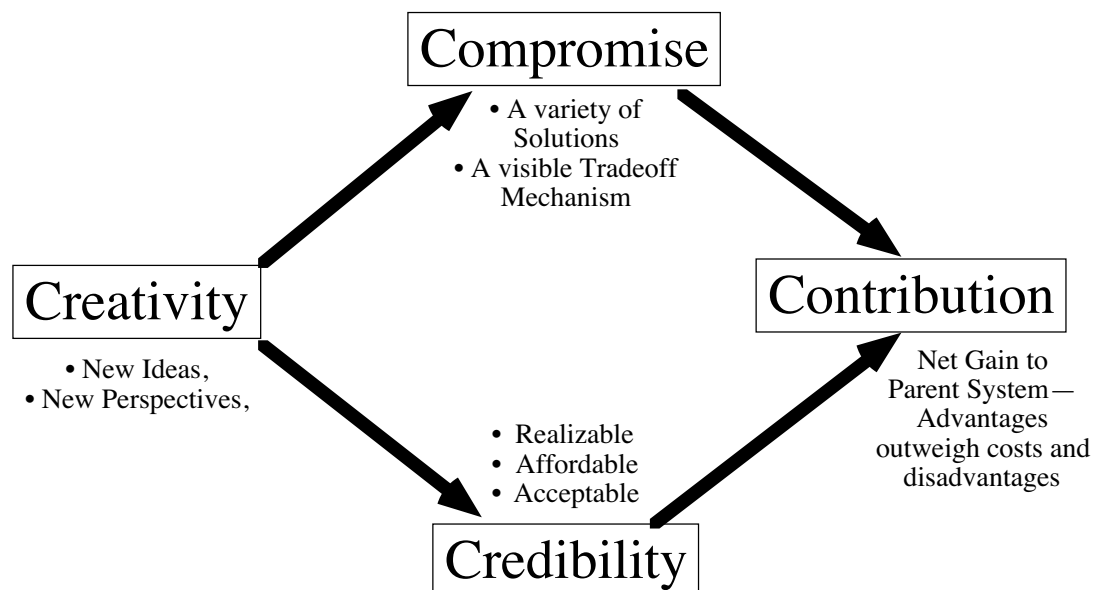 Compromise
• A variety of
Solutions
• A visible Tradeoff
Mechanism
Creativity
• New Ideas,
• New Perspectives,
Contribution
Net Gain to
Parent System—
Advantages
outweigh costs and
disadvantages
• Realizable
• Affordable
• Acceptable
Credibility